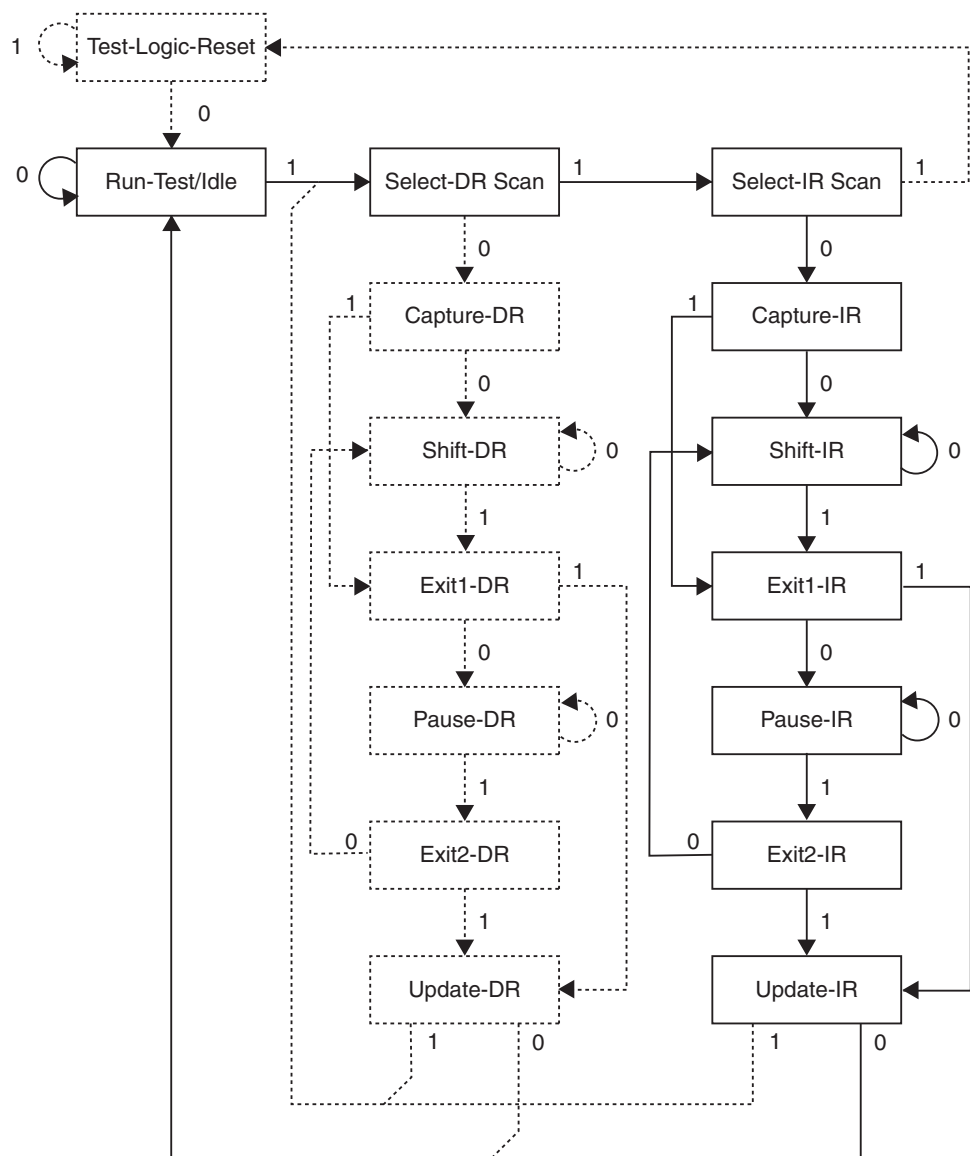 1
Test-Logic-Reset
0
0
Run-Test/Idle
1
Select-DR Scan
1
Select-IR Scan
1
0
0
1
Capture-DR
1
Capture-IR
0
0
Shift-DR
0
Shift-IR
0
1
1
Exit1-DR
1
Exit1-IR
1
0
0
Pause-DR
0
Pause-IR
0
1
1
0
Exit2-DR
0
Exit2-IR
1
1
Update-DR
Update-IR
1
0
1
0